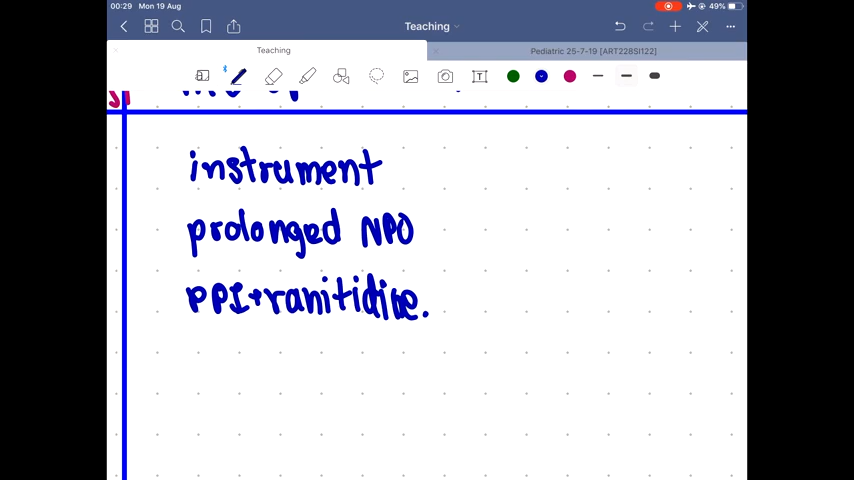 00:29 Mon 19 Aug
49%
Teaching
Teaching
Pediatric 25-7-19 [ART228SI122]
T
instrument
prolonged NPO
PPI+ranitidine.